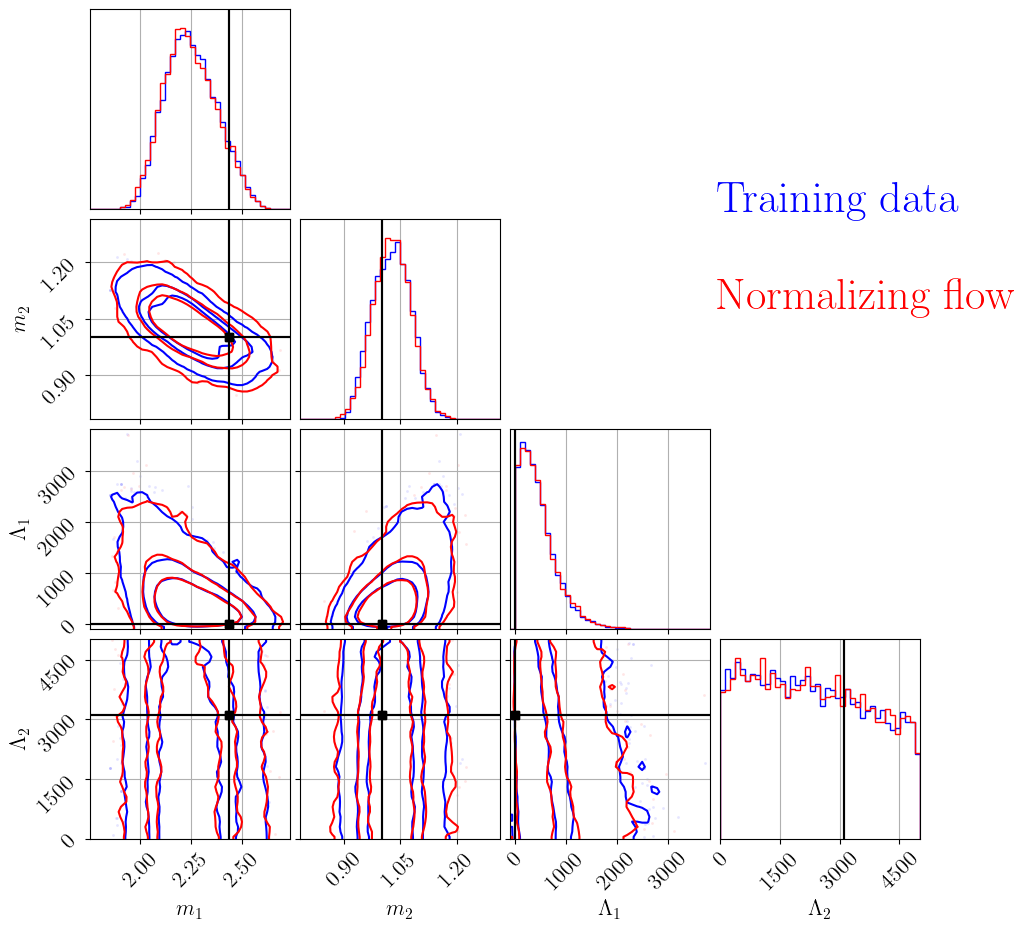 Training data
Normalizing flow
m₂
1.20
1.05
0.90
Λ₁
3000
2000
1000
0
Λ₂
4500
3000
1500
0
2.00 2.25 2.50
0.90 1.05 1.20
0 1000 2000 3000
0 1500 3000 4500
m₁ m₂ Λ₁ Λ₂